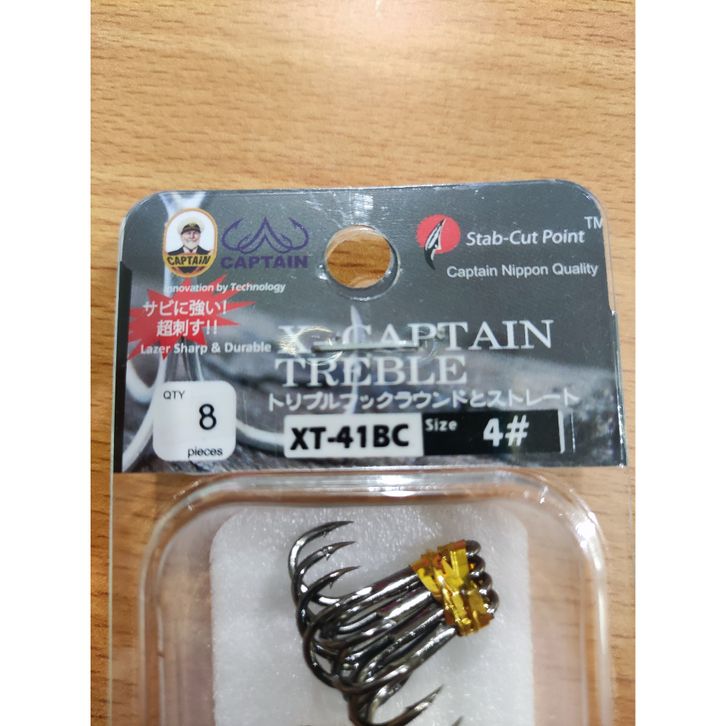 CAPTAIN
CAPTAIN
Innovation by Technology
Stab-Cut Point™
Captain Nippon Quality
サビに強い!
超刺す!!
Lazer Sharp & Durable
X-CAPTAIN
TREBLE
トリプルフックラウンドとストレート
QTY
8
pieces
XT-41BC
Size
4#